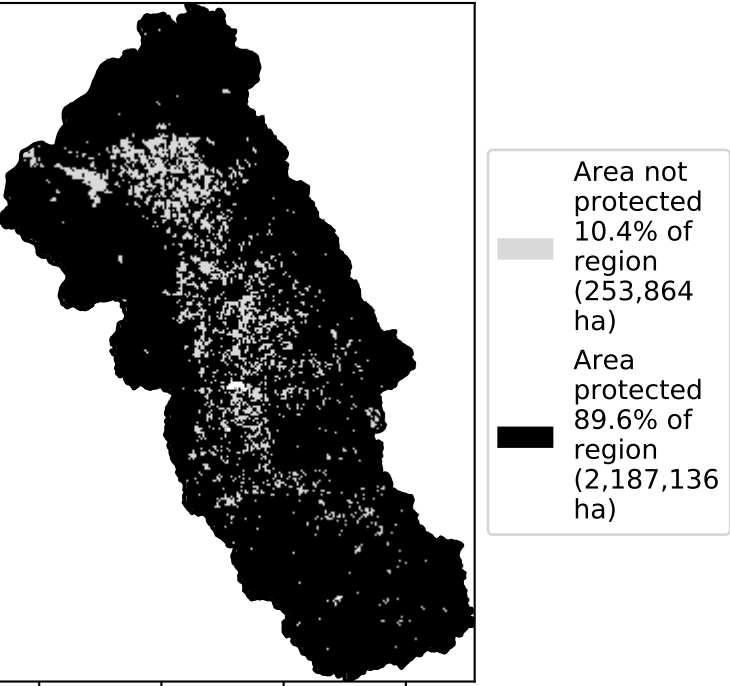 Area not
protected
10.4% of
region
(253,864
ha)
Area
protected
89.6% of
region
(2,187,136
ha)